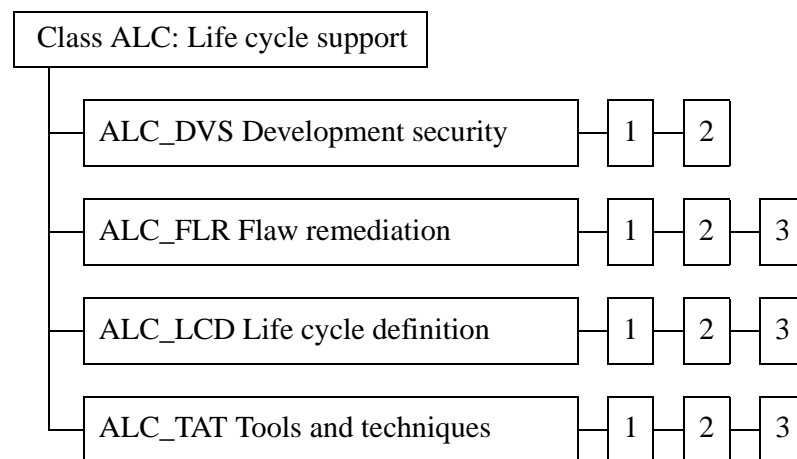 Class ALC: Life cycle support
ALC_DVS Development security 1 2
ALC_FLR Flaw remediation 1 2 3
ALC_LCD Life cycle definition 1 2 3
ALC_TAT Tools and techniques 1 2 3